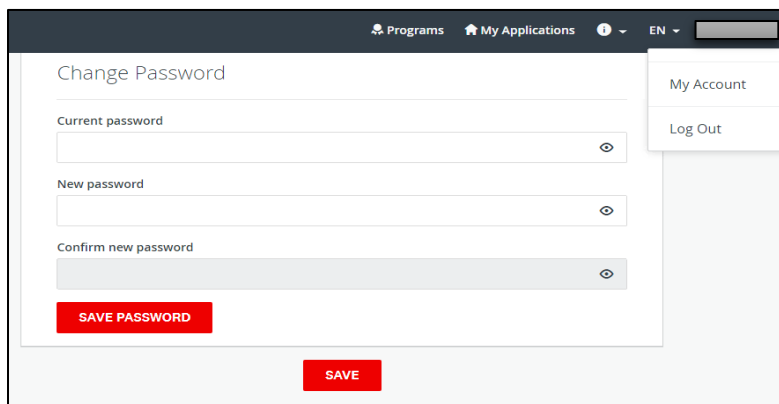 Programs My Applications EN
My Account
Log Out
Change Password
Current password
New password
Confirm new password
SAVE PASSWORD
SAVE